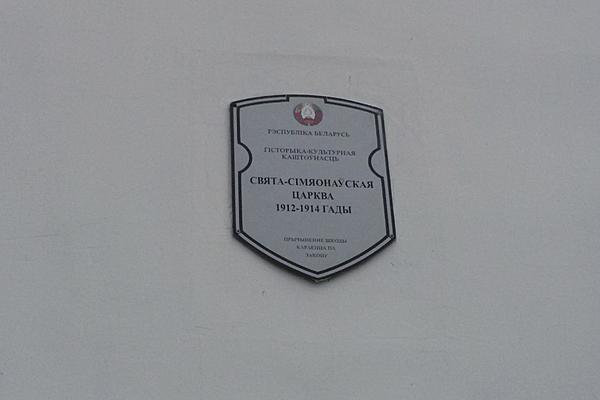 РЭСПУБЛІКА БЕЛАРУСЬ
ГІСТОРЫКА-КУЛЬТУРНАЯ
КАШТОЎНАСЦЬ
СВЯТА-СІМЯОНАЎСКАЯ
ЦАРКВА
1912-1914 ГАДЫ
ПРЫЧЫНЕННЕ ШКОДЫ
КАРАЕЦЦА ПА
ЗАКОНУ